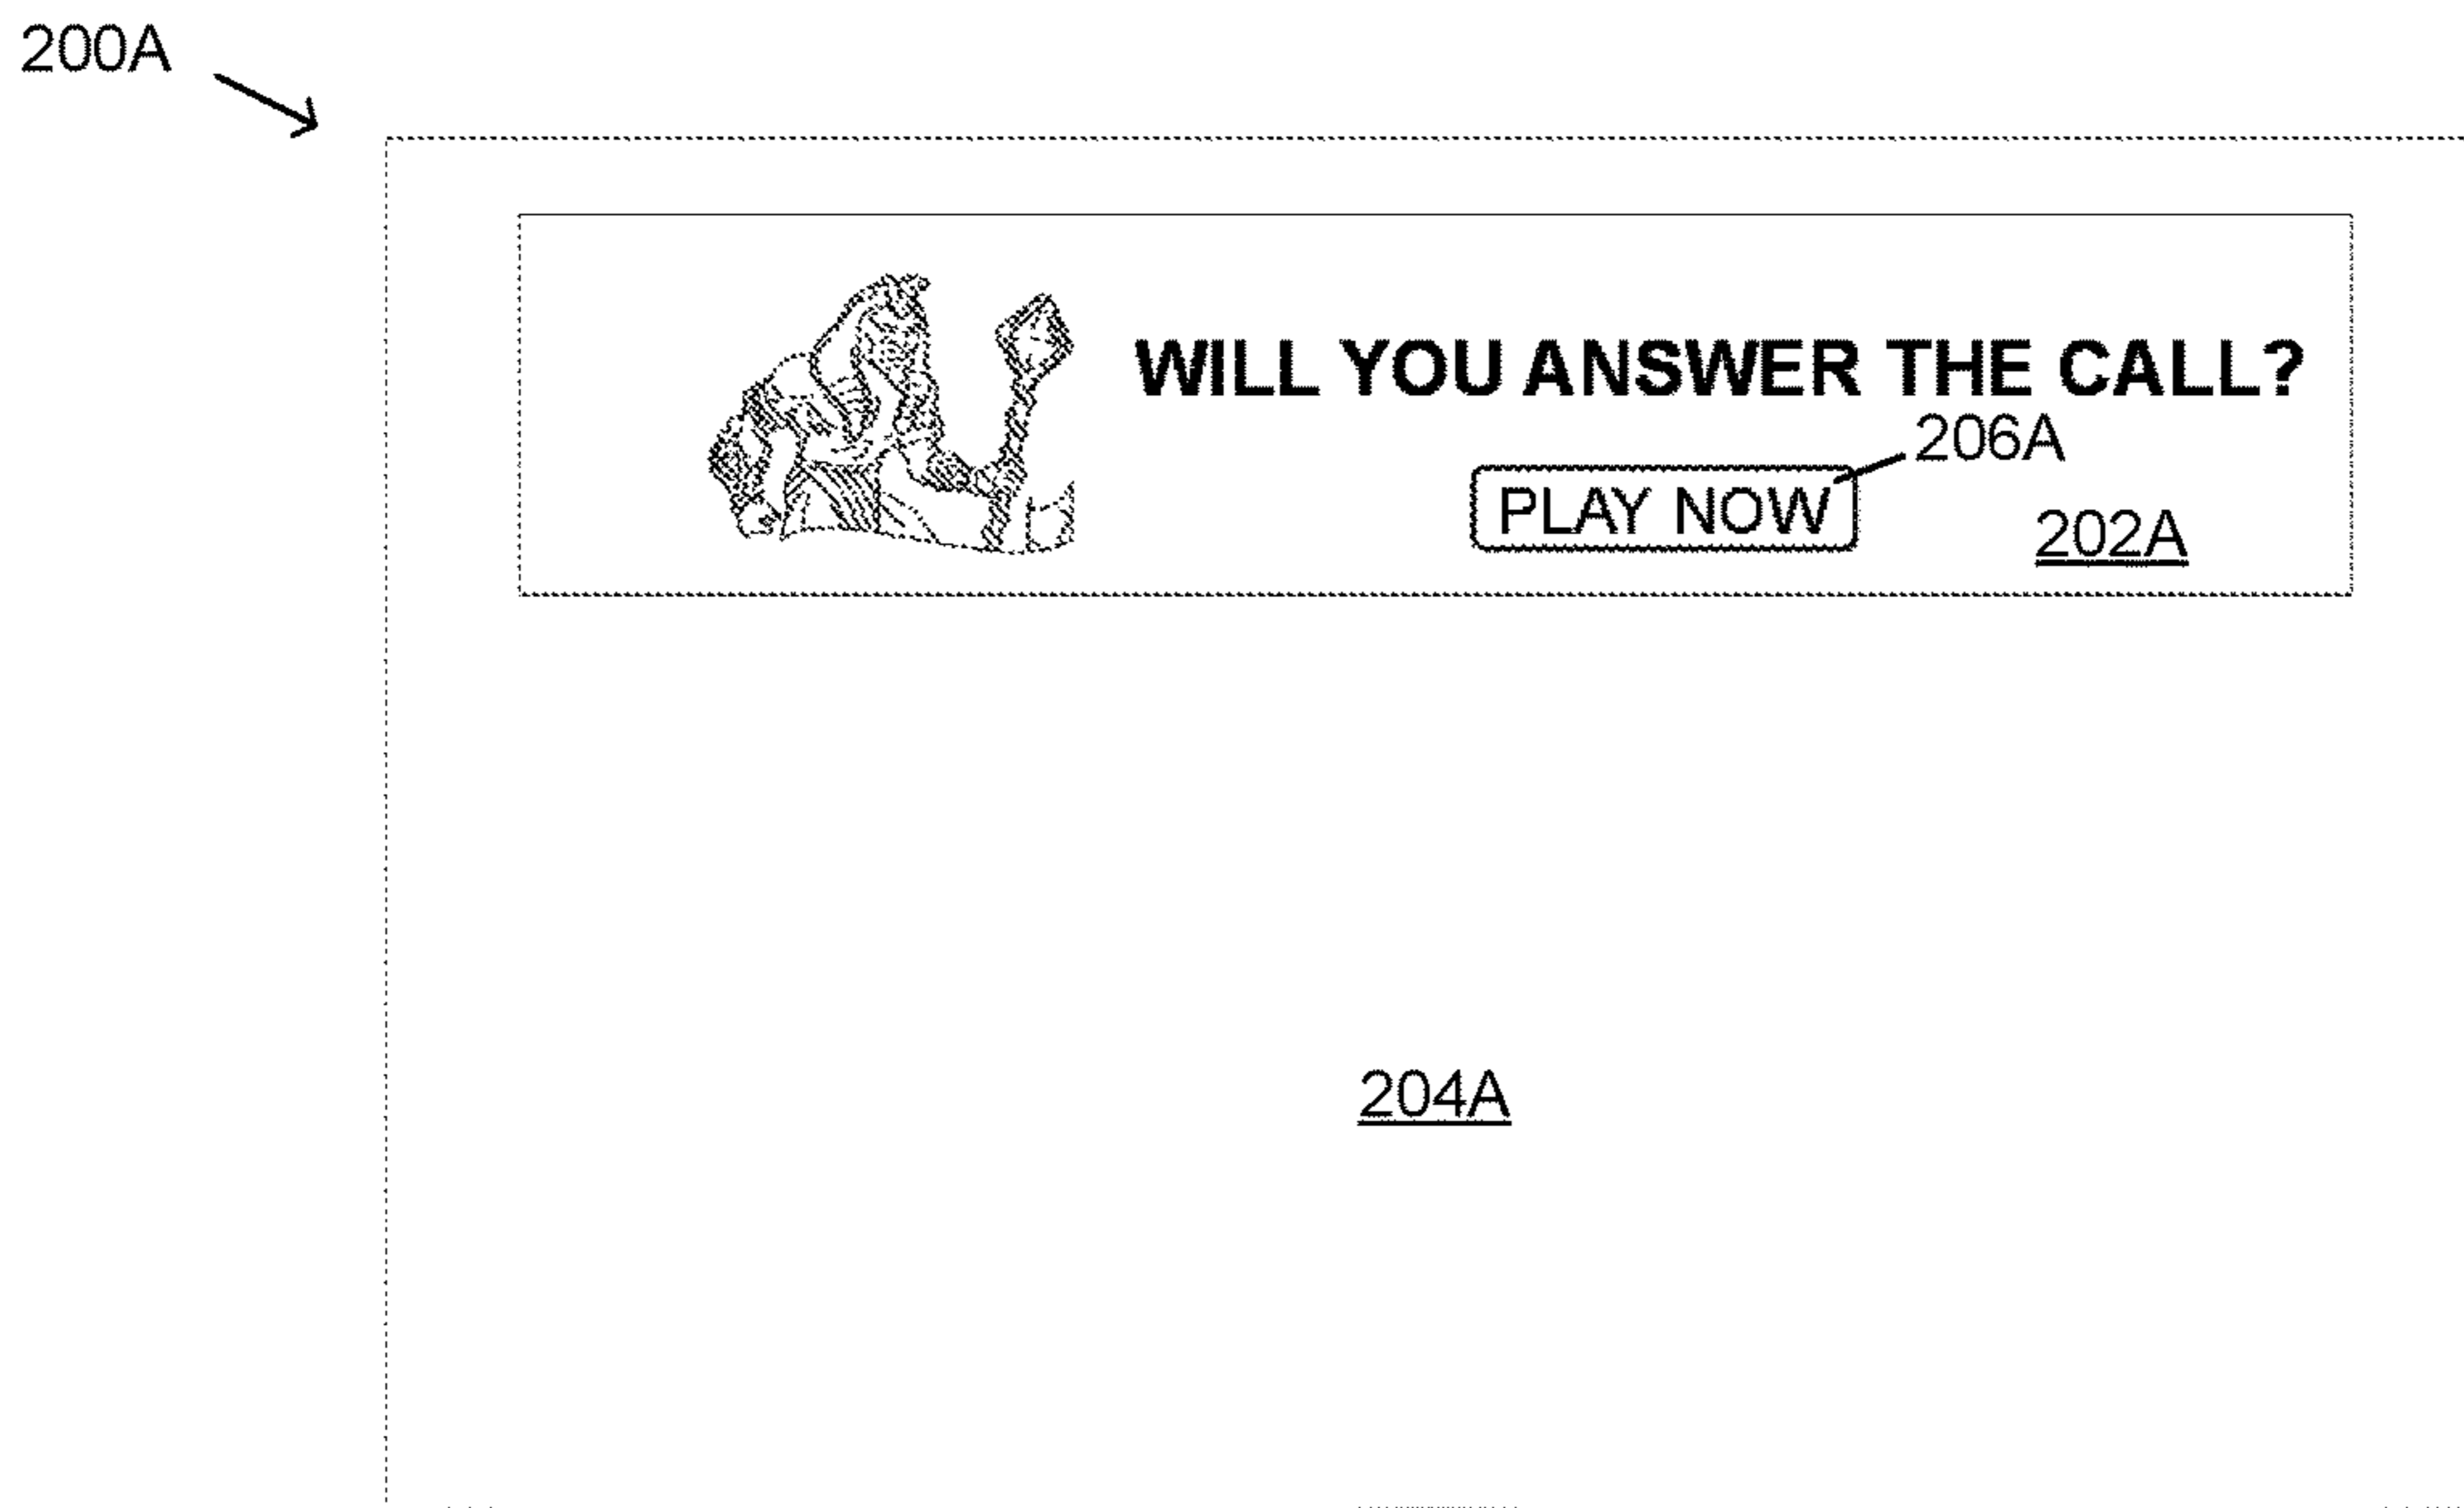 200A
WILL YOU ANSWER THE CALL?
206A
PLAY NOW
202A
204A